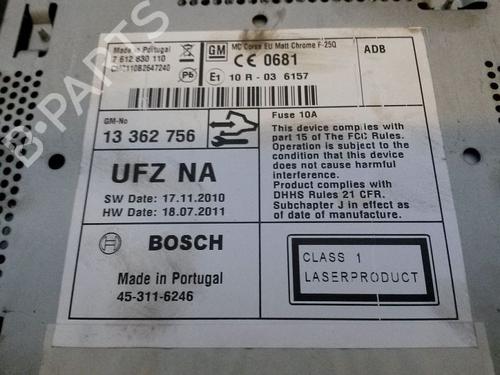 Made in Portugal
7 612 830 110
Pb
GM
MC Corsa EU Matt Chrome F-25Q
CE 0681
E1 10 R - 03 6157
ADB
GM-No
13 362 756
UFZ NA
SW Date: 17.11.2010
HW Date: 18.07.2011
Fuse 10A
This device complies with
part 15 of The FCC Rules.
Operation is subject to the
condition that this device
does not cause harmful
interference.
Product complies with
DHHS Rules 21 CFR.
Subchapter J in effect as
of date of manufacture.
BOSCH
Made in Portugal
45-311-6246
CLASS 1
LASERPRODUCT
B-PARTS